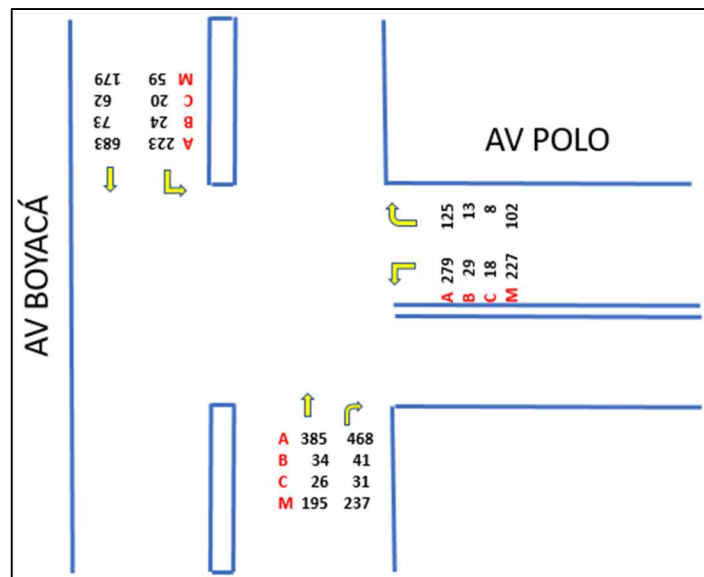 A 223 683
B 24 73
C 20 62
M 59 179
AV POLO
AV BOYACÁ
A 279 125
B 29 13
C 18 8
M 227 102
A 385 468
B 34 41
C 26 31
M 195 237